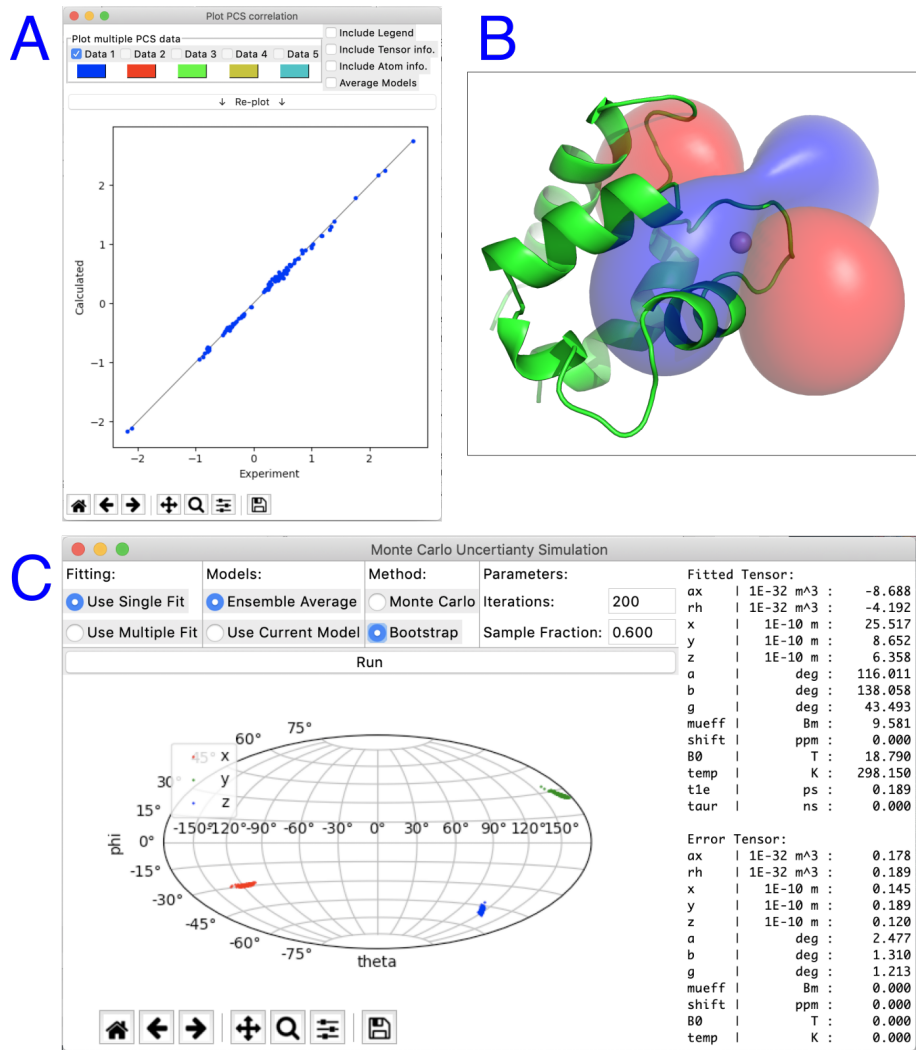 A
Plot PCS correlation
Plot multiple PCS data
Data 1 Data 2 Data 3 Data 4 Data 5
Include Legend
Include Tensor info.
Include Atom info.
Average Models
↓ Re-plot ↓
Calculated
2
1
0
−1
−2
−2 −1 0 1 2
Experiment
B
C
Monte Carlo Uncertianty Simulation
Fitting: Models: Method: Parameters:
Use Single Fit Ensemble Average Monte Carlo Iterations: 200
Use Multiple Fit Use Current Model Bootstrap Sample Fraction: 0.600
Run
75°
60°
45°
30°
15°
0°
-15°
-30°
-45°
-60°
-75°
x
y
z
-150°-120°-90° -60° -30° 0° 30° 60° 90° 120°150°
phi
theta
Fitted Tensor:
ax | 1E-32 m^3 : -8.688
rh | 1E-32 m^3 : -4.192
x | 1E-10 m : 25.517
y | 1E-10 m : 8.652
z | 1E-10 m : 6.358
a | deg : 116.011
b | deg : 138.058
g | deg : 43.493
mueff | Bm : 9.581
shift | ppm : 0.000
B0 | T : 18.790
temp | K : 298.150
t1e | ps : 0.189
taur | ns : 0.000
Error Tensor:
ax | 1E-32 m^3 : 0.178
rh | 1E-32 m^3 : 0.189
x | 1E-10 m : 0.145
y | 1E-10 m : 0.189
z | 1E-10 m : 0.120
a | deg : 2.477
b | deg : 1.310
g | deg : 1.213
mueff | Bm : 0.000
shift | ppm : 0.000
B0 | T : 0.000
temp | K : 0.000